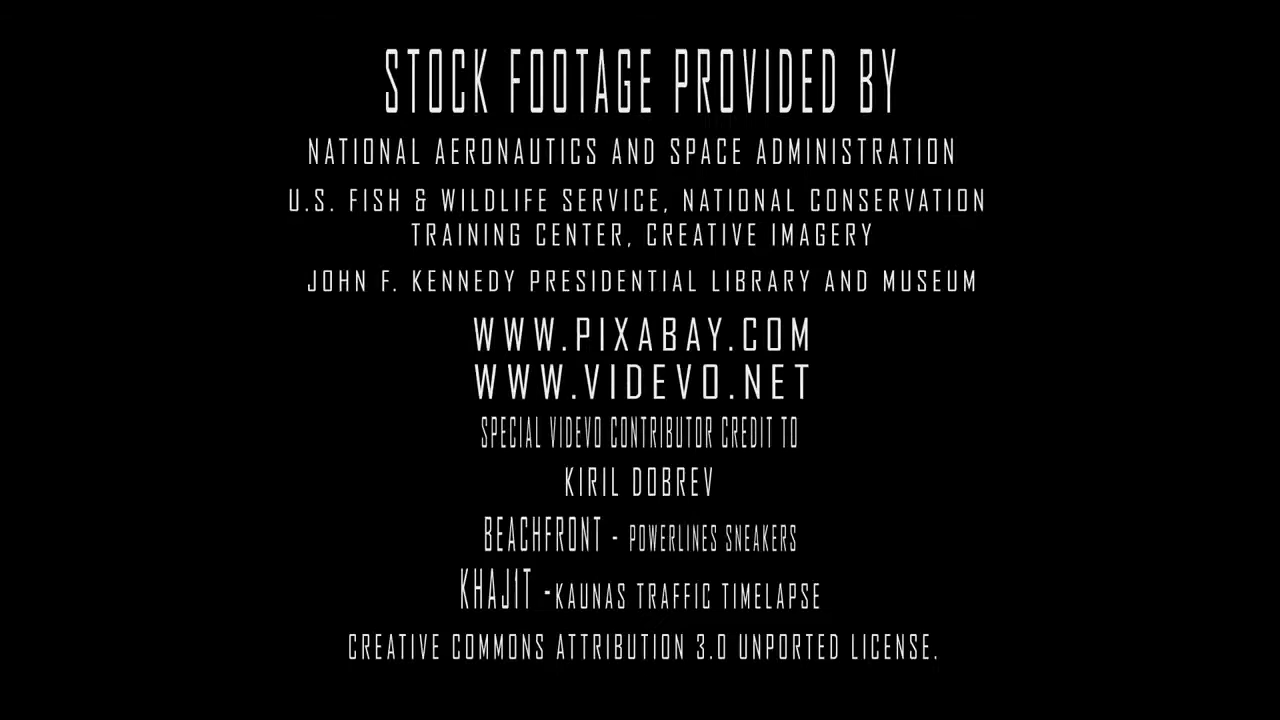 STOCK FOOTAGE PROVIDED BY
NATIONAL AERONAUTICS AND SPACE ADMINISTRATION
U.S. FISH & WILDLIFE SERVICE, NATIONAL CONSERVATION
TRAINING CENTER, CREATIVE IMAGERY
JOHN F. KENNEDY PRESIDENTIAL LIBRARY AND MUSEUM
WWW.PIXABAY.COM
WWW.VIDEVO.NET
SPECIAL VIDEVO CONTRIBUTOR CREDIT TO
KIRIL DOBREV
BEACHFRONT - POWERLINES SNEAKERS
KHAJ1T -KAUNAS TRAFFIC TIMELAPSE
CREATIVE COMMONS ATTRIBUTION 3.0 UNPORTED LICENSE.